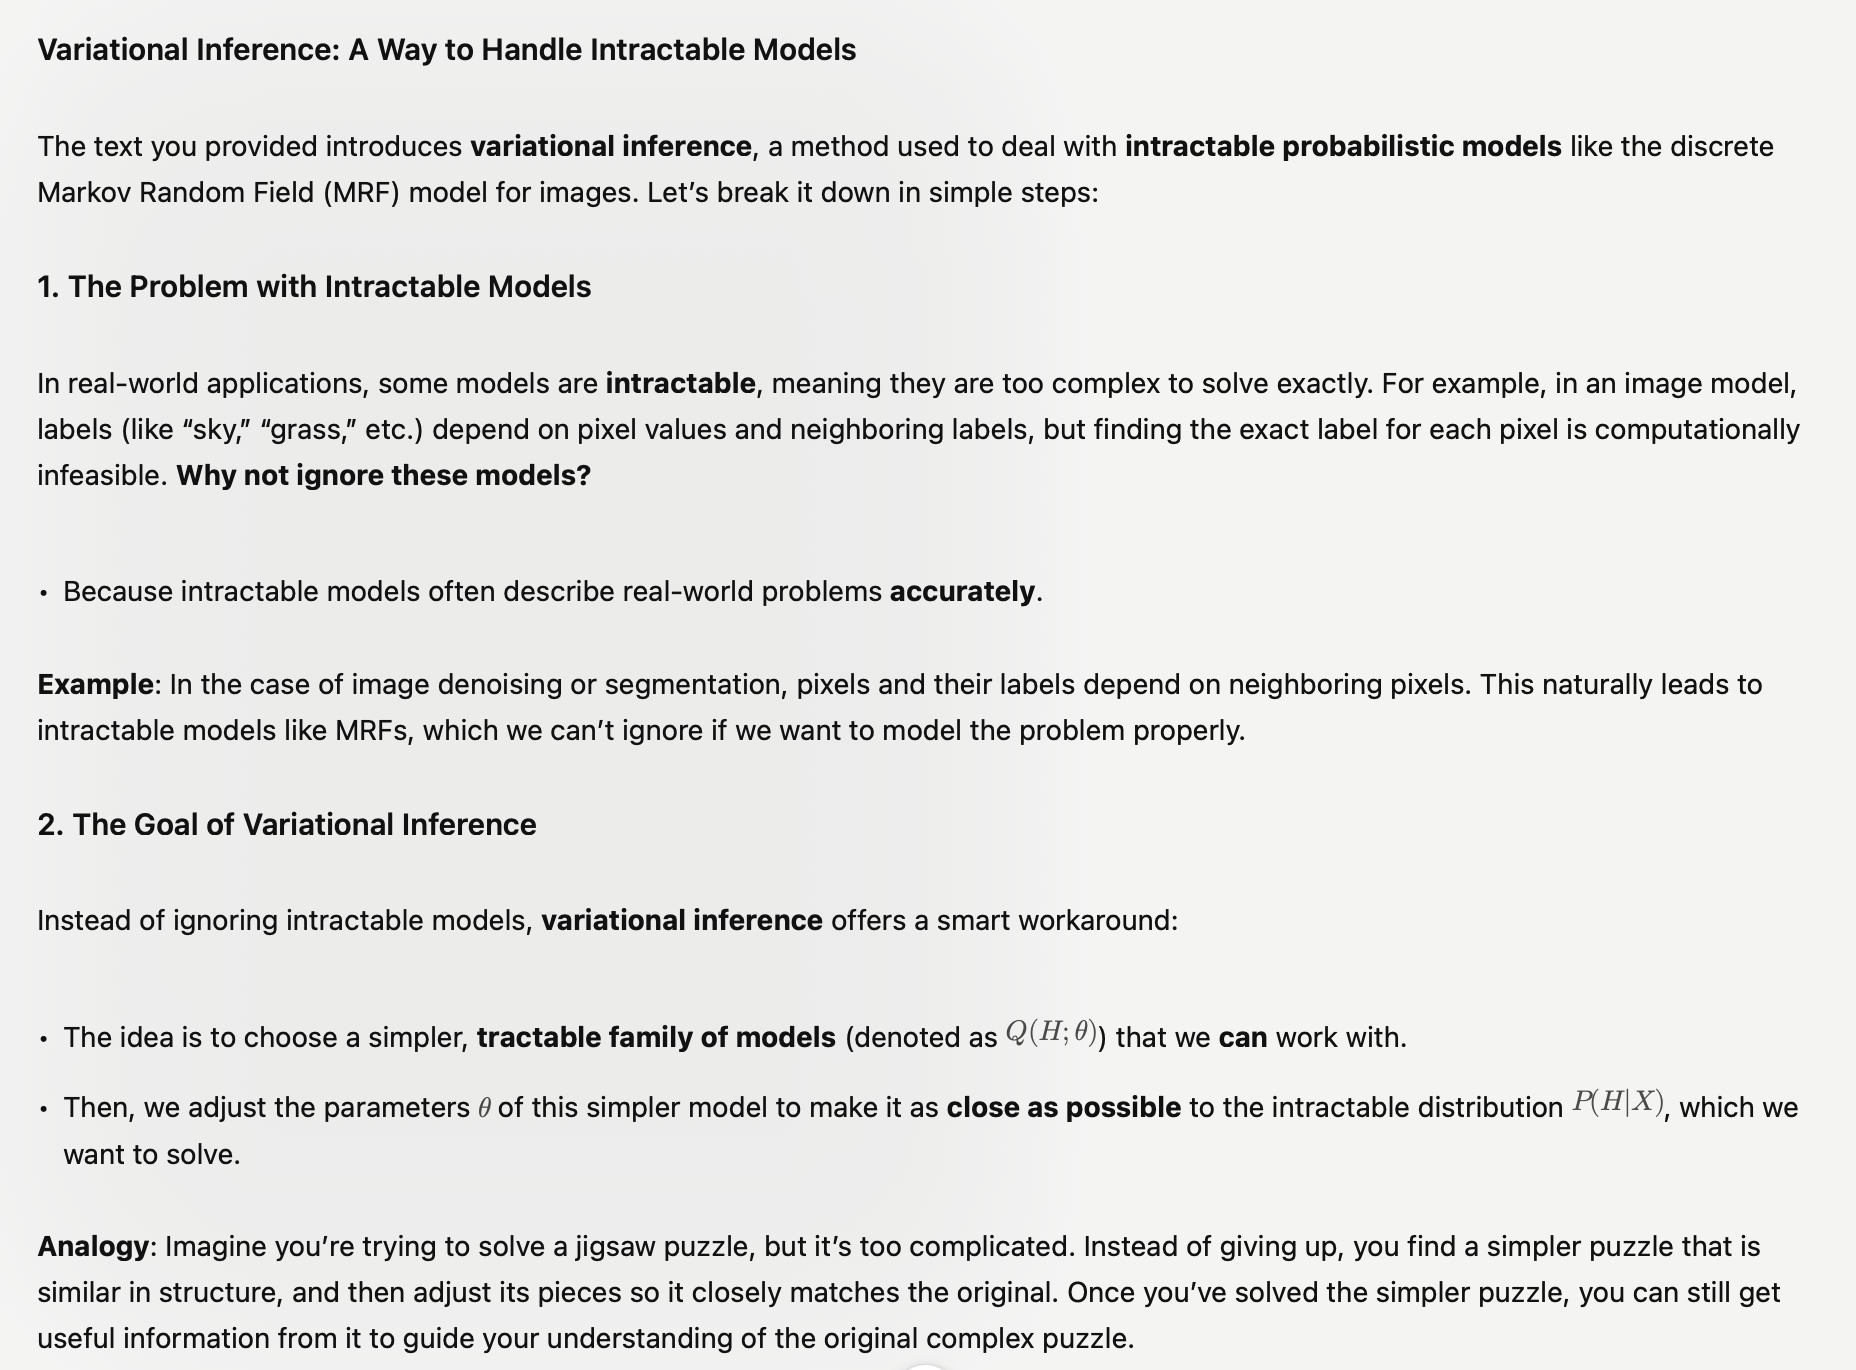 Variational Inference: A Way to Handle Intractable Models
The text you provided introduces variational inference, a method used to deal with intractable probabilistic models like the discrete
Markov Random Field (MRF) model for images. Let’s break it down in simple steps:
1. The Problem with Intractable Models
In real-world applications, some models are intractable, meaning they are too complex to solve exactly. For example, in an image model,
labels (like “sky,” “grass,” etc.) depend on pixel values and neighboring labels, but finding the exact label for each pixel is computationally
infeasible. Why not ignore these models?
• Because intractable models often describe real-world problems accurately.
Example: In the case of image denoising or segmentation, pixels and their labels depend on neighboring pixels. This naturally leads to
intractable models like MRFs, which we can’t ignore if we want to model the problem properly.
2. The Goal of Variational Inference
Instead of ignoring intractable models, variational inference offers a smart workaround:
• The idea is to choose a simpler, tractable family of models (denoted as Q(H; θ)) that we can work with.
• Then, we adjust the parameters θ of this simpler model to make it as close as possible to the intractable distribution P(H|X), which we
want to solve.
Analogy: Imagine you’re trying to solve a jigsaw puzzle, but it’s too complicated. Instead of giving up, you find a simpler puzzle that is
similar in structure, and then adjust its pieces so it closely matches the original. Once you’ve solved the simpler puzzle, you can still get
useful information from it to guide your understanding of the original complex puzzle.